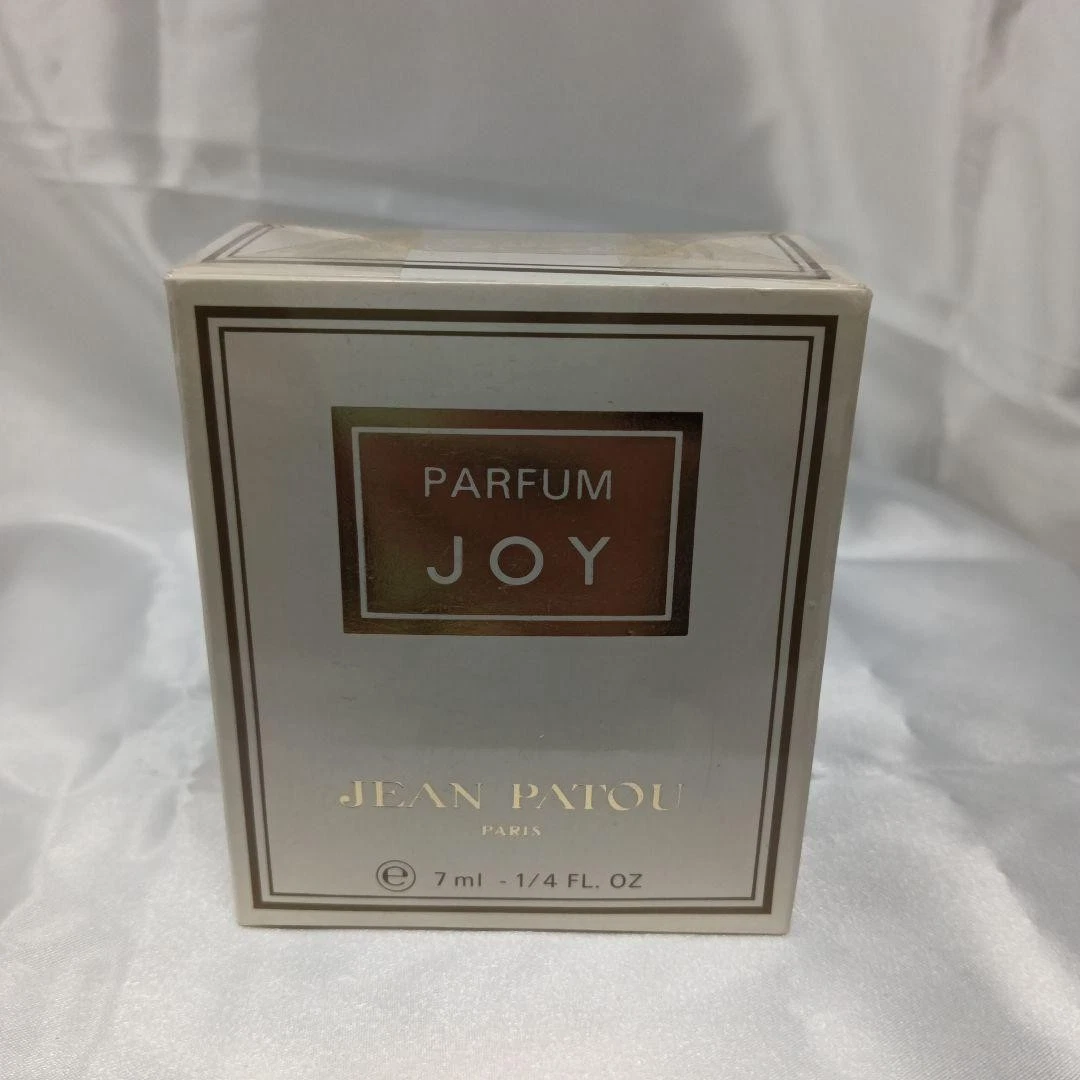 PARFUM
JOY
JEAN PATOU
PARIS
℮ 7 ml - 1/4 FL. OZ